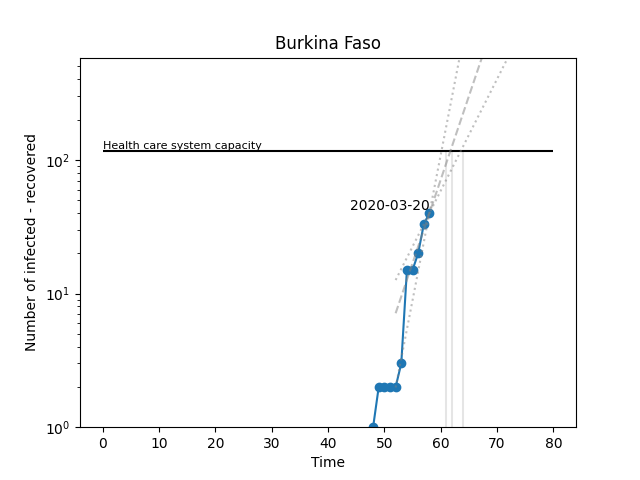 Burkina Faso
Number of infected - recovered
10²
10¹
10⁰
Health care system capacity
2020-03-20
0 10 20 30 40 50 60 70 80
Time